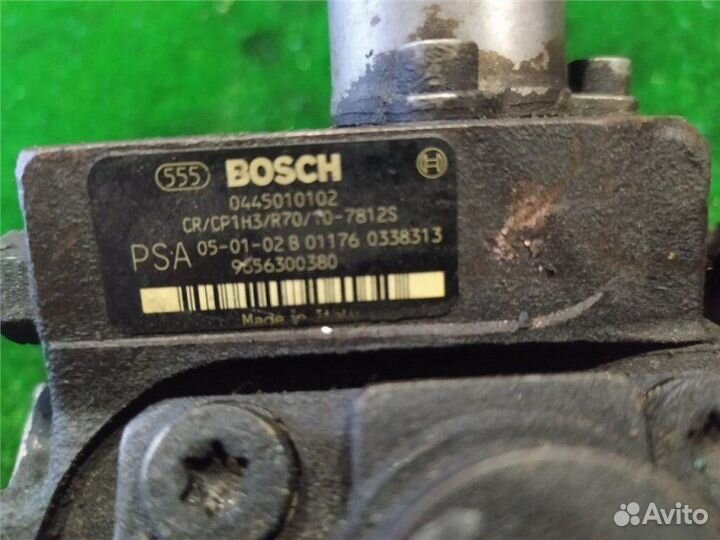 555 BOSCH
0445010102
CR/CP1H3/R70/10-7812S
PSA 05-01-02 B 01176 0338313
9656300380
Made in Italy
Avito